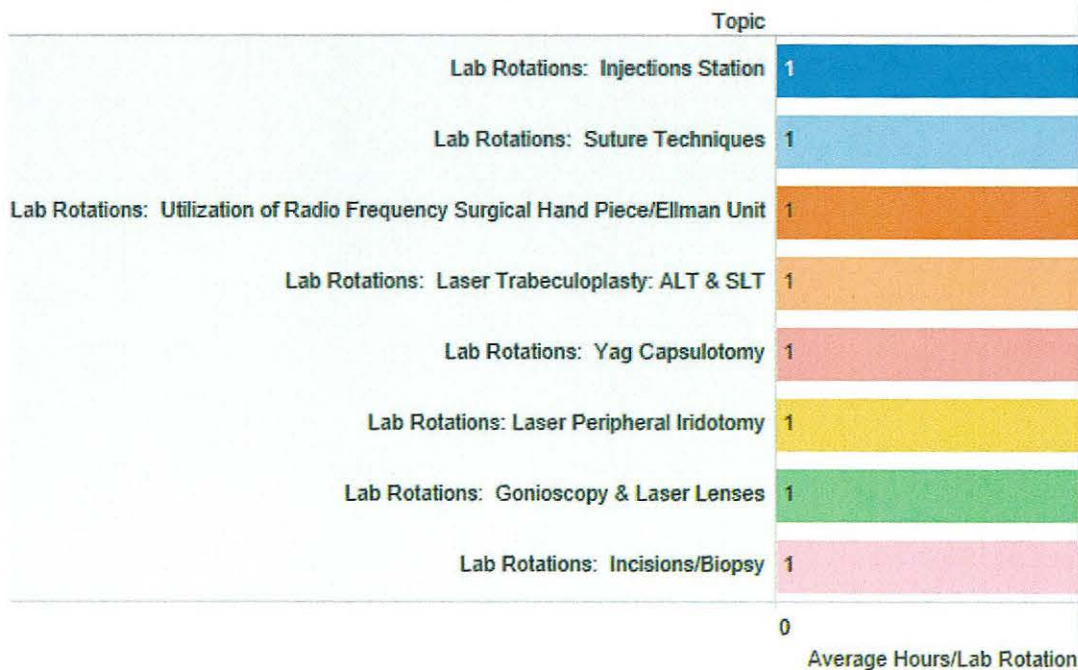 Topic
Lab Rotations: Injections Station 1
Lab Rotations: Suture Techniques 1
Lab Rotations: Utilization of Radio Frequency Surgical Hand Piece/Ellman Unit 1
Lab Rotations: Laser Trabeculoplasty: ALT & SLT 1
Lab Rotations: Yag Capsulotomy 1
Lab Rotations: Laser Peripheral Iridotomy 1
Lab Rotations: Gonioscopy & Laser Lenses 1
Lab Rotations: Incisions/Biopsy 1
0
Average Hours/Lab Rotation